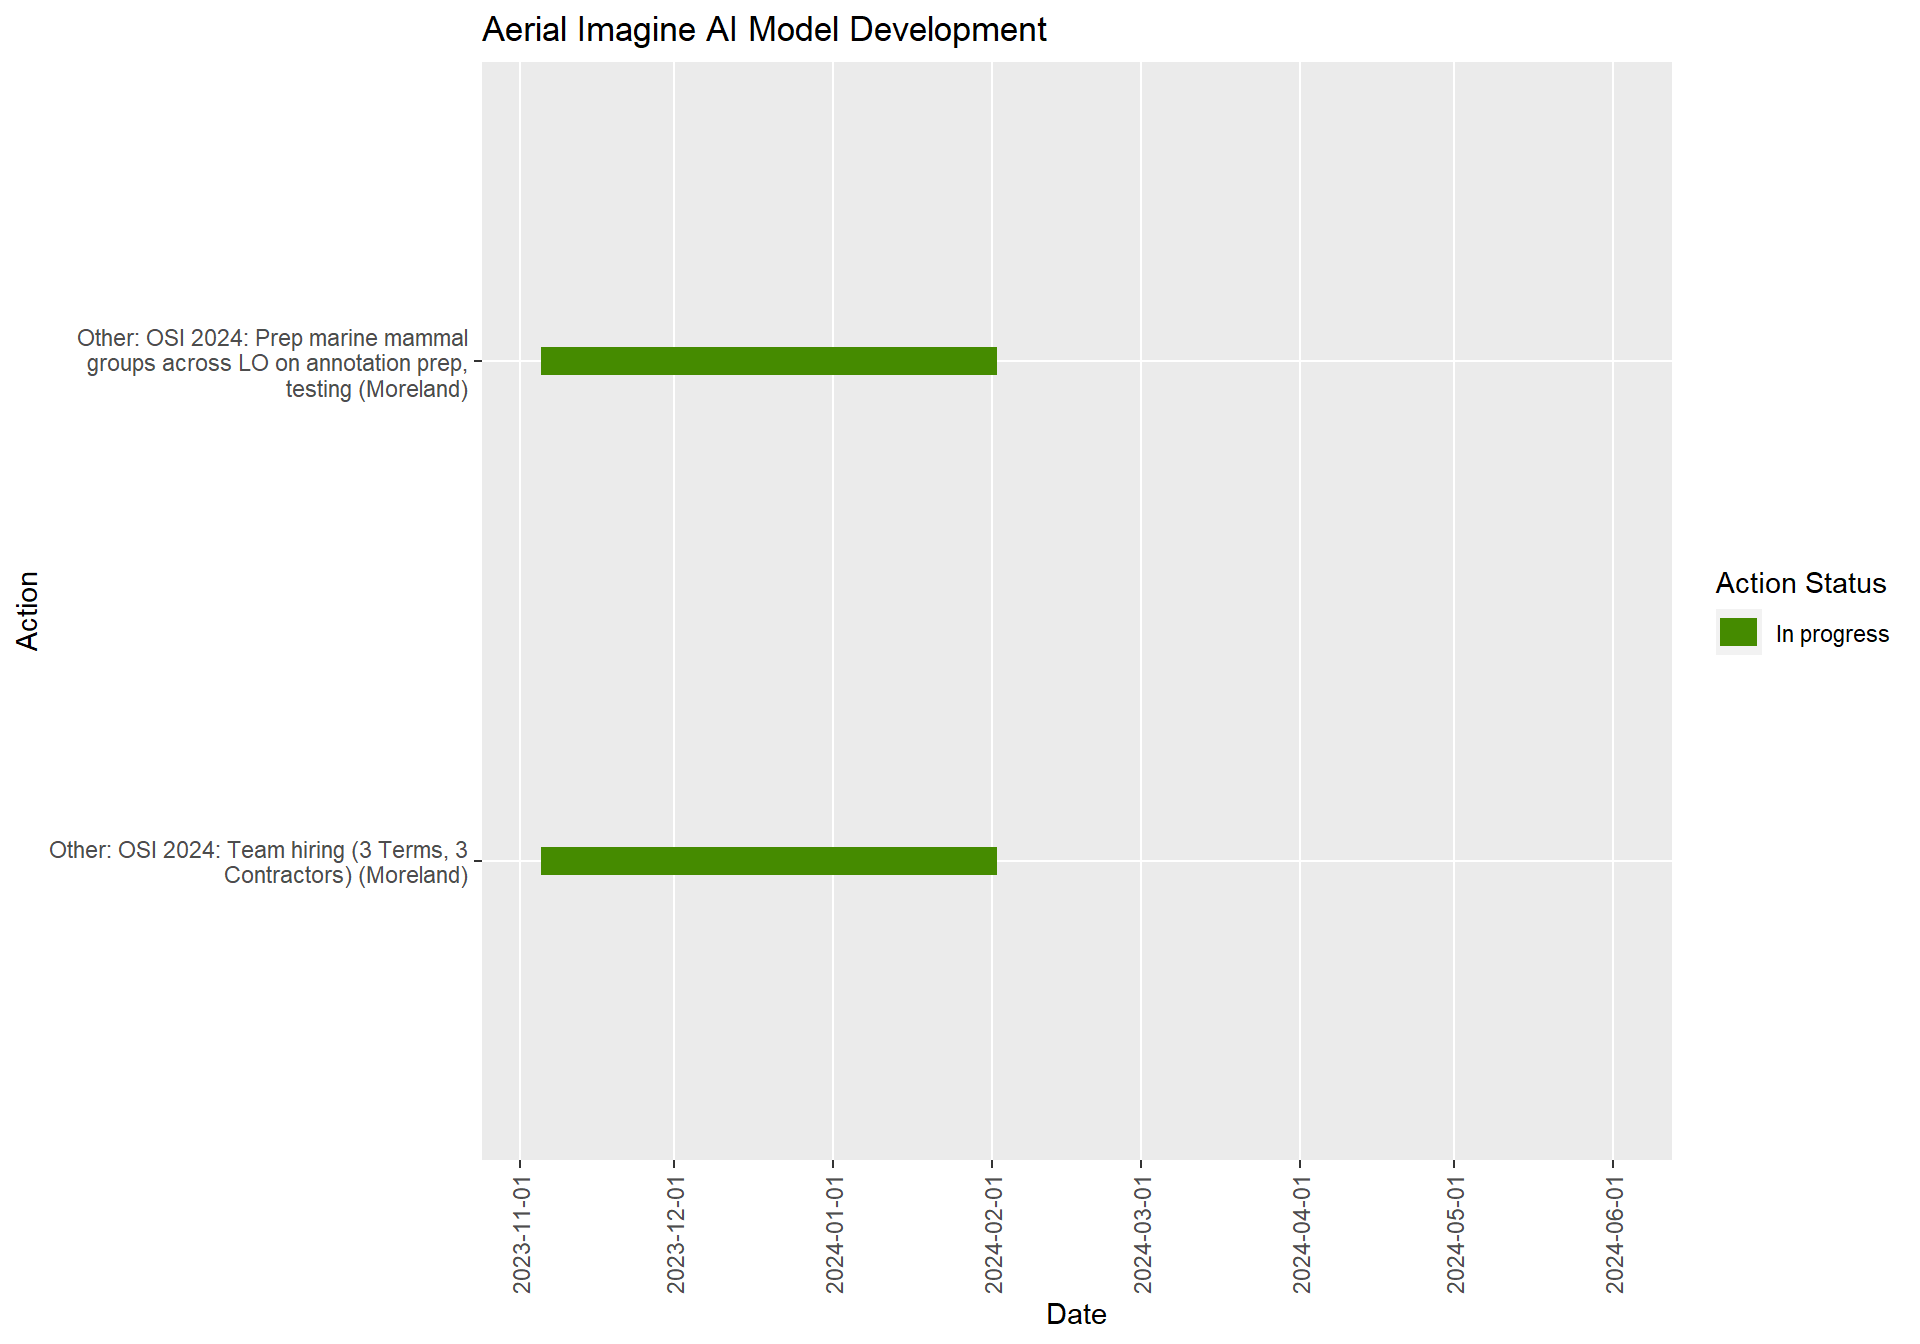 Aerial Imagine AI Model Development
Action
Other: OSI 2024: Prep marine mammal
groups across LO on annotation prep,
testing (Moreland)
Other: OSI 2024: Team hiring (3 Terms, 3
Contractors) (Moreland)
2023-11-01
2023-12-01
2024-01-01
2024-02-01
2024-03-01
2024-04-01
2024-05-01
2024-06-01
Date
Action Status
In progress